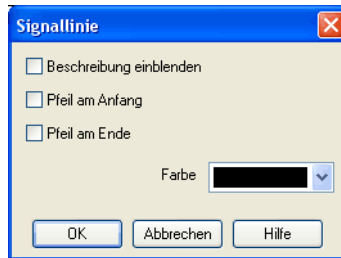 Signallinie
Beschreibung einblenden
Pfeil am Anfang
Pfeil am Ende
Farbe
OK Abbrechen Hilfe